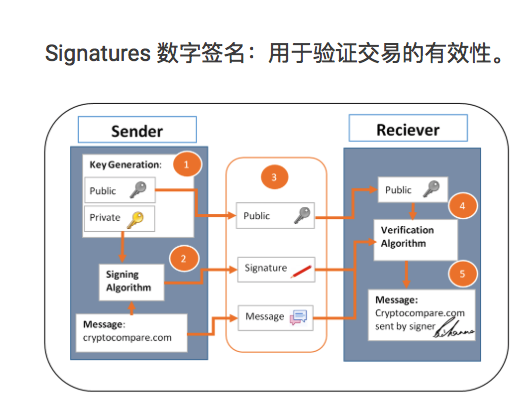 Signatures 数字签名：用于验证交易的有效性。
Sender
Key Generation:
1
Public
Private
2
Signing
Algorithm
Message:
cryptocompare.com
3
Public
Signature
Message
Reciever
Public
4
Verification
Algorithm
5
Message:
Cryptocompare.com
sent by signer